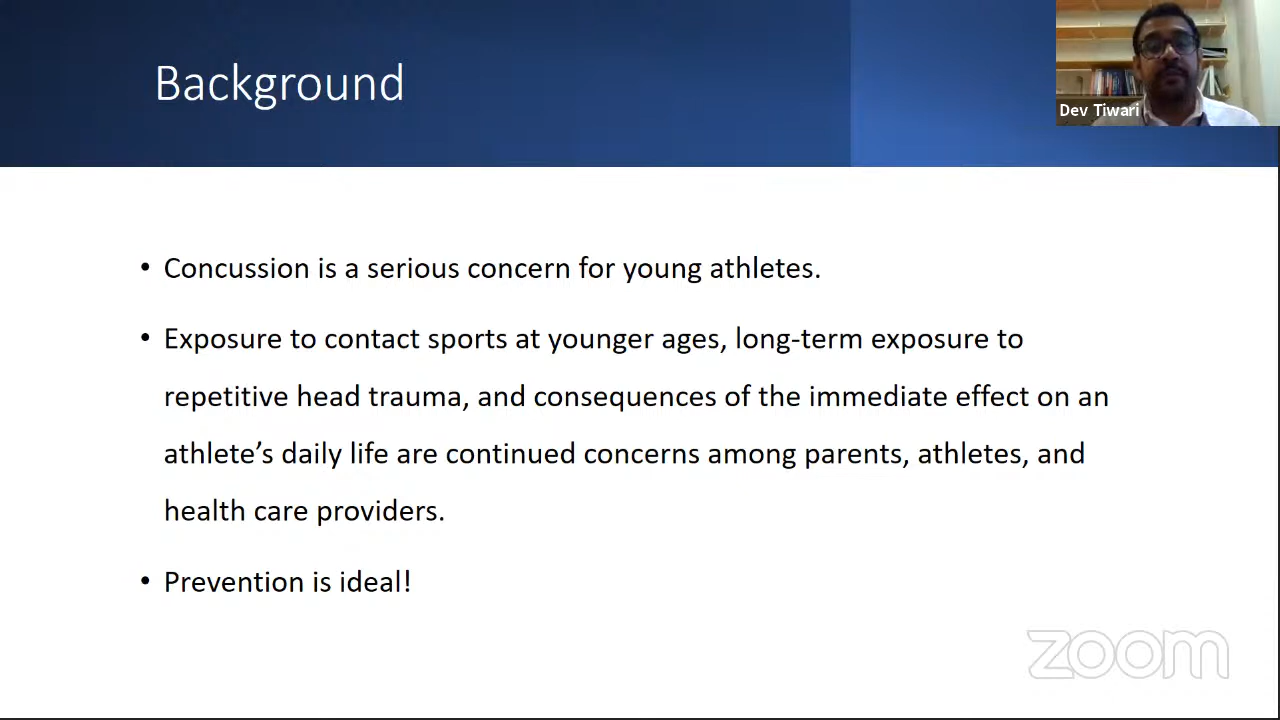 Background
Dev Tiwari
• Concussion is a serious concern for young athletes.
• Exposure to contact sports at younger ages, long-term exposure to
repetitive head trauma, and consequences of the immediate effect on an
athlete’s daily life are continued concerns among parents, athletes, and
health care providers.
• Prevention is ideal!
zoom